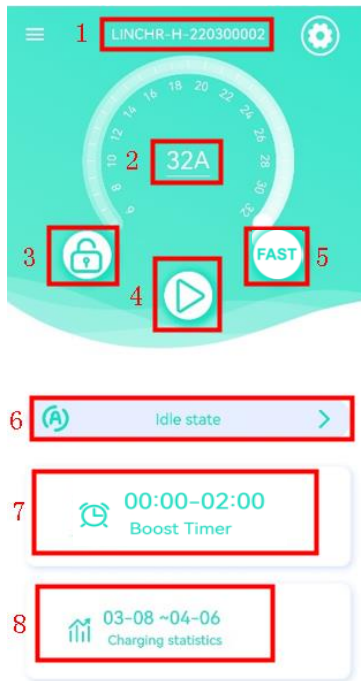 1 LINCHR-H-220300002
6 8 10 12 14 16 18 20 22 24 26 28 30 32
2 32A
3 4 FAST 5
6 Idle state
7 00:00-02:00
Boost Timer
8 03-08 ~04-06
Charging statistics